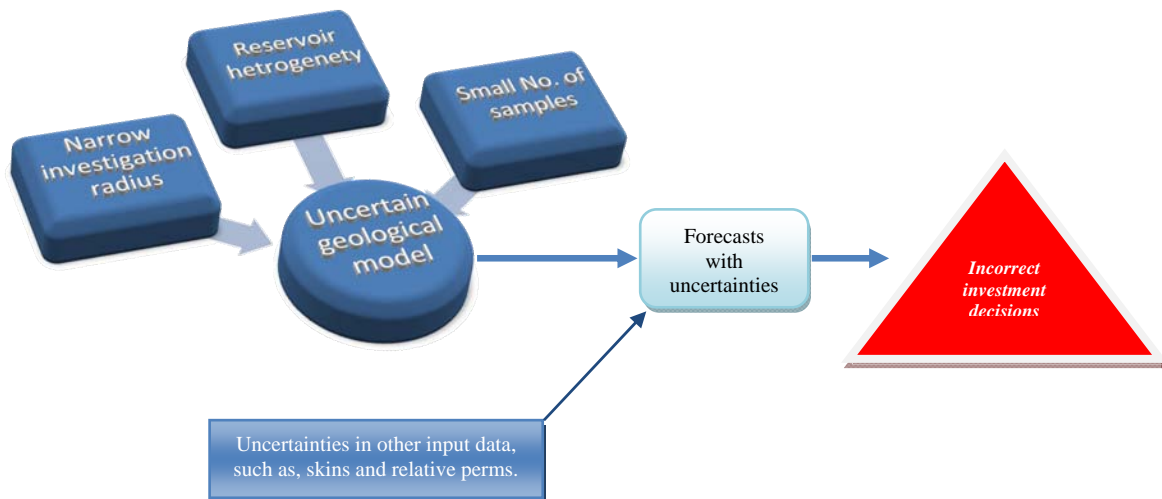 Reservoir
hetrogenety
Small No. of
samples
Narrow
investigation
radius
Uncertain
geological
model
Forecasts
with
uncertainties
Incorrect
investment
decisions
Uncertainties in other input data,
such as, skins and relative perms.